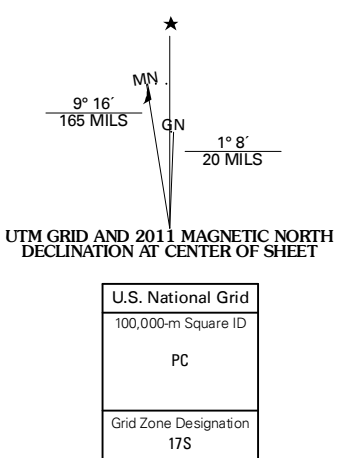 ★
MN
GN
9° 16´
165 MILS
1° 8´
20 MILS
UTM GRID AND 2011 MAGNETIC NORTH
DECLINATION AT CENTER OF SHEET
U.S. National Grid
100,000-m Square ID
PC
Grid Zone Designation
17S